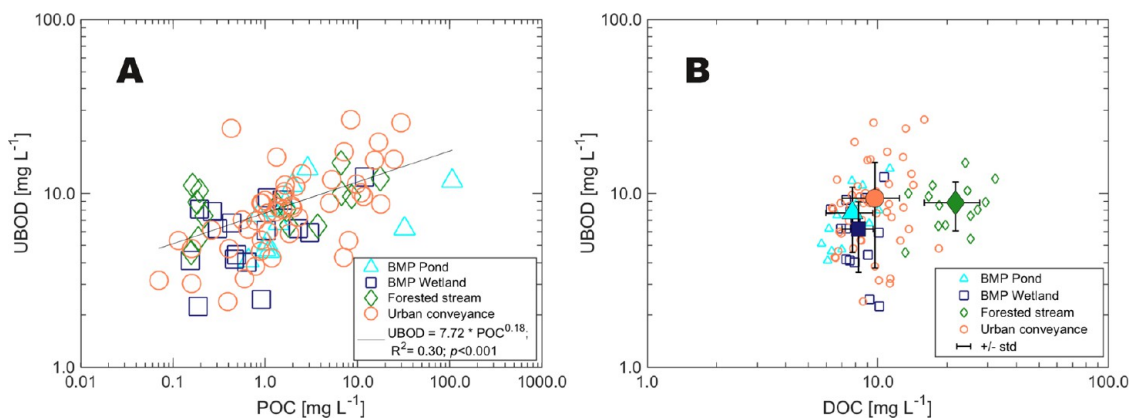 A
100.0
10.0
1.0
UBOD [mg L⁻¹]
0.01
0.1
1.0
10.0
100.0
1000.0
POC [mg L⁻¹]
BMP Pond
BMP Wetland
Forested stream
Urban conveyance
UBOD = 7.72 * POC^0.18;
R²= 0.30; p<0.001
B
100.0
10.0
1.0
UBOD [mg L⁻¹]
1.0
10.0
100.0
DOC [mg L⁻¹]
BMP Pond
BMP Wetland
Forested stream
Urban conveyance
+/- std